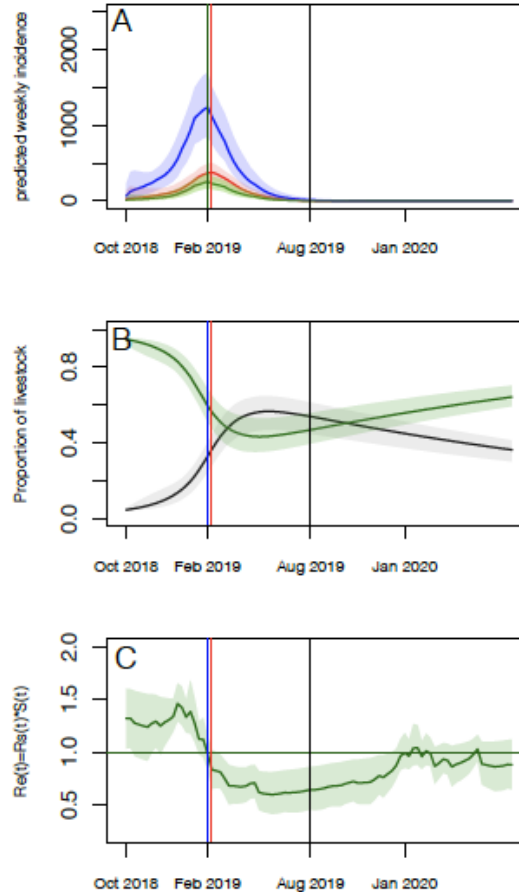 A
predicted weekly incidence
2000
1000
0
Oct 2018 Feb 2019 Aug 2019 Jan 2020
B
Proportion of livestock
0.8
0.4
0.0
Oct 2018 Feb 2019 Aug 2019 Jan 2020
C
Re(t)=Rs(t)*S(t)
2.0
1.5
1.0
0.5
Oct 2018 Feb 2019 Aug 2019 Jan 2020